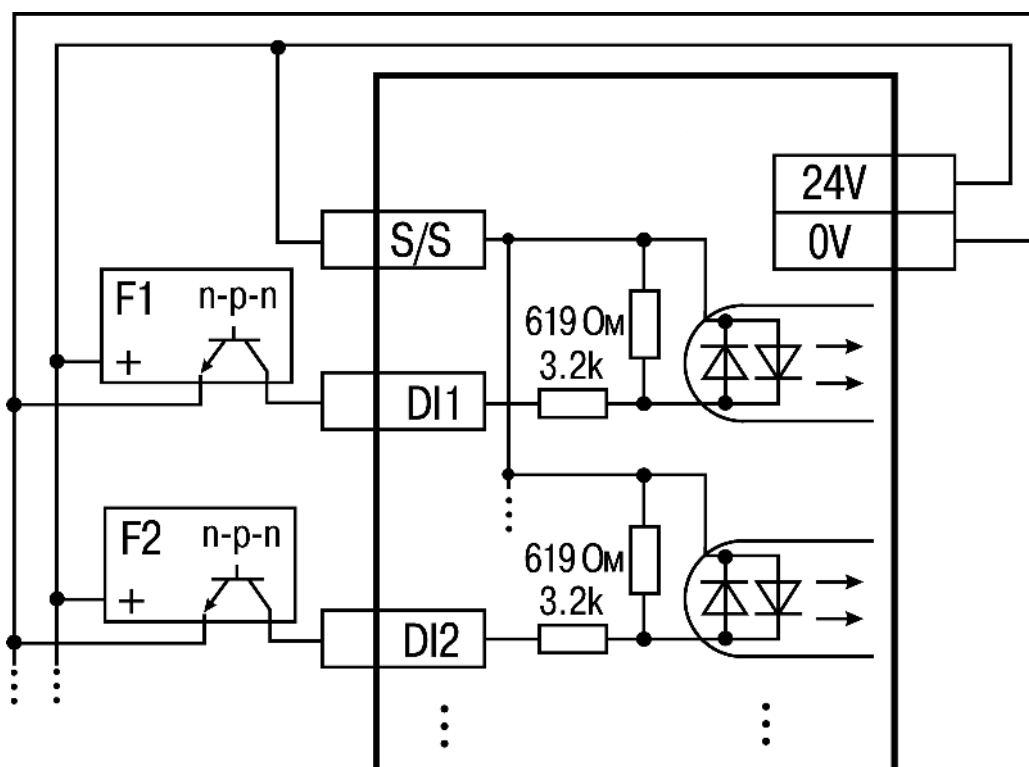 24V
S/S
0V
F1 n-p-n
+
619 Ом
3.2k
DI1
F2 n-p-n
+
619 Ом
3.2k
DI2